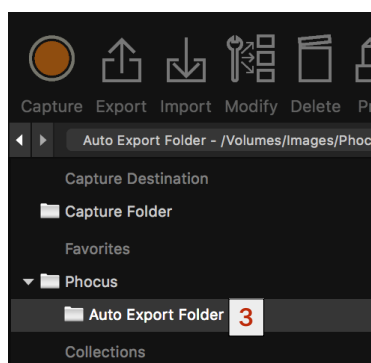 Capture Export Import Modify Delete
Auto Export Folder - /Volumes/Images/Phoc
Capture Destination
Capture Folder
Favorites
Phocus
Auto Export Folder 3
Collections